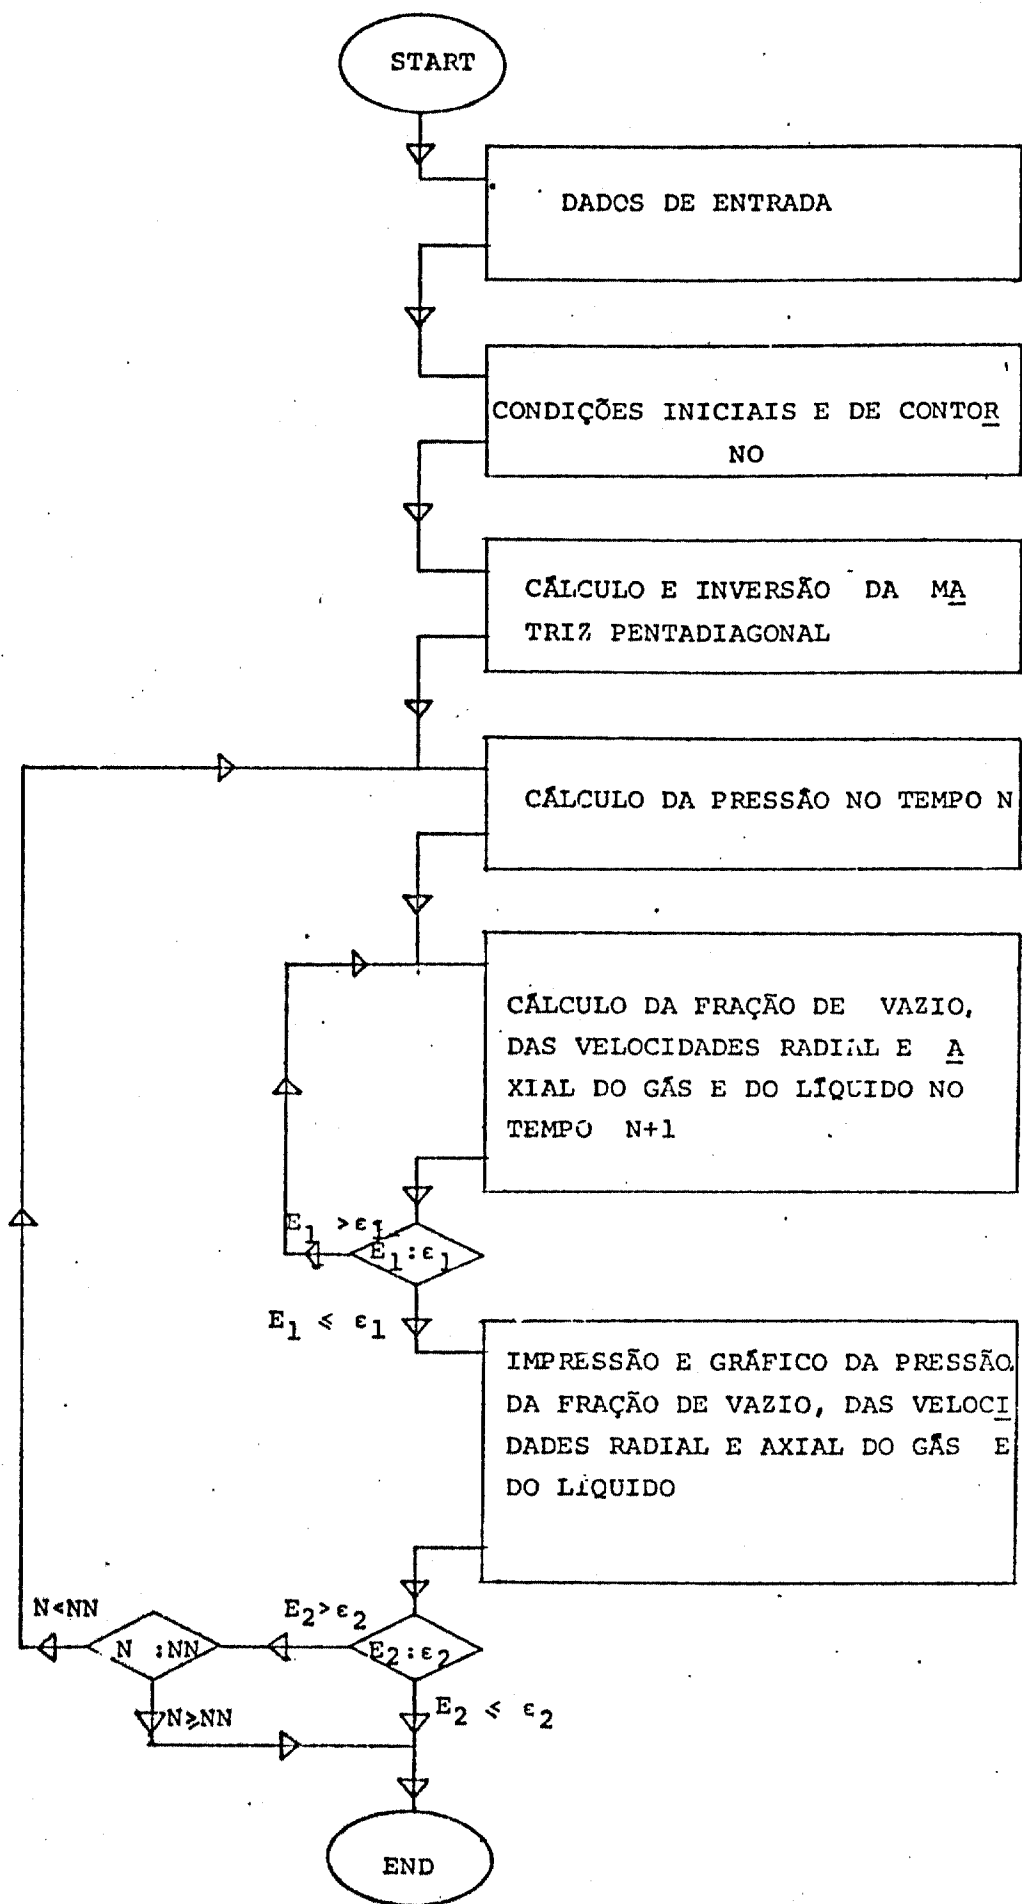 START
DADOS DE ENTRADA
CONDIÇÕES INICIAIS E DE CONTOR
NO
CÁLCULO E INVERSÃO DA MA
TRIZ PENTADIAGONAL
CÁLCULO DA PRESSÃO NO TEMPO N
CÁLCULO DA FRAÇÃO DE VAZIO,
DAS VELOCIDADES RADIAL E A
XIAL DO GÁS E DO LÍQUIDO NO
TEMPO N+1
E₁ >ε₁
E₁:ε₁
E₁ ≤ ε₁
IMPRESSÃO E GRÁFICO DA PRESSÃO.
DA FRAÇÃO DE VAZIO, DAS VELOCI
DADES RADIAL E AXIAL DO GÁS E
DO LÍQUIDO
N<NN
E₂>ε₂
N :NN
E₂:ε₂
N≥NN
E₂ ≤ ε₂
END